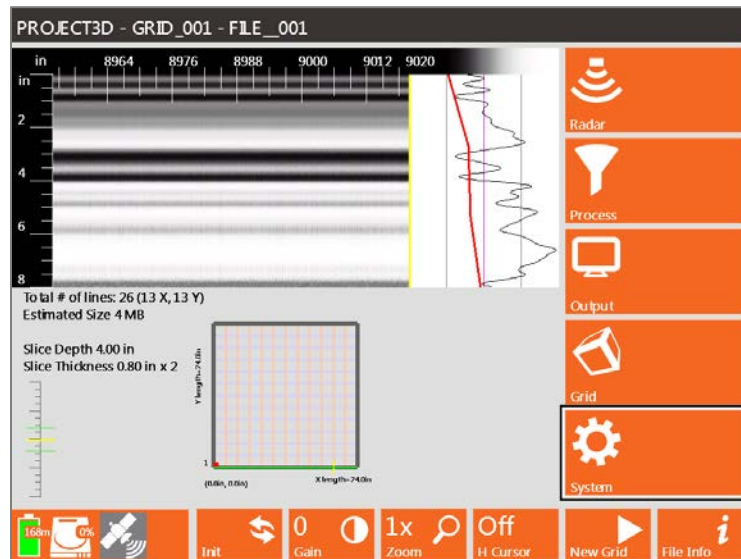 PROJECT3D - GRID_001 - FILE__001
in 8964 8976 8988 9000 9012 9020
in
2
4
6
8
Radar
Process
Output
Grid
System
Total # of lines: 26 (13 X, 13 Y)
Estimated Size 4 MB
Slice Depth 4.00 in
Slice Thickness 0.80 in x 2
Y length=24.0in
1
(0.0in, 0.0in)
X length=24.0in
168m
0%
Init
0
Gain
1x
Zoom
Off
H Cursor
New Grid
i
File Info